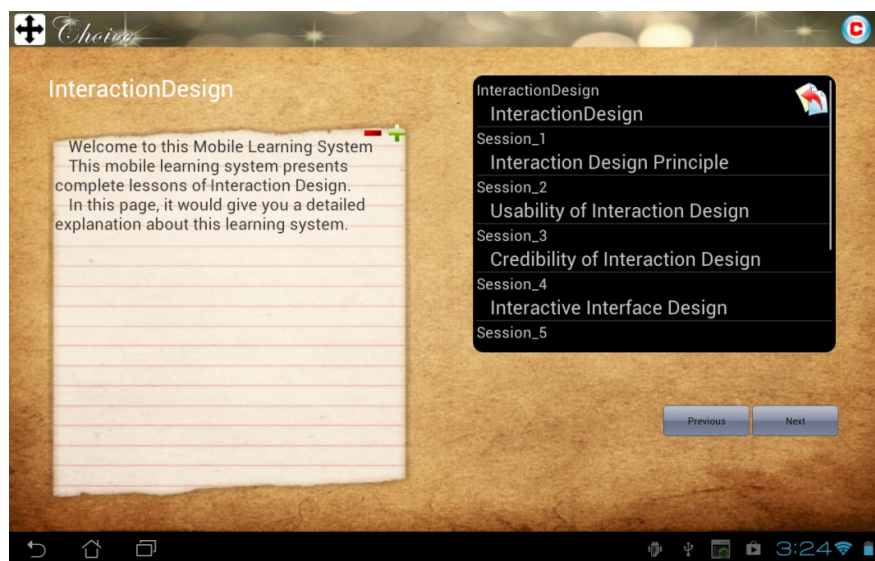 Choice
C
InteractionDesign
Welcome to this Mobile Learning System
This mobile learning system presents
complete lessons of Interaction Design.
In this page, it would give you a detailed
explanation about this learning system.
InteractionDesign
InteractionDesign
Session_1
Interaction Design Principle
Session_2
Usability of Interaction Design
Session_3
Credibility of Interaction Design
Session_4
Interactive Interface Design
Session_5
Previous
Next
3:24